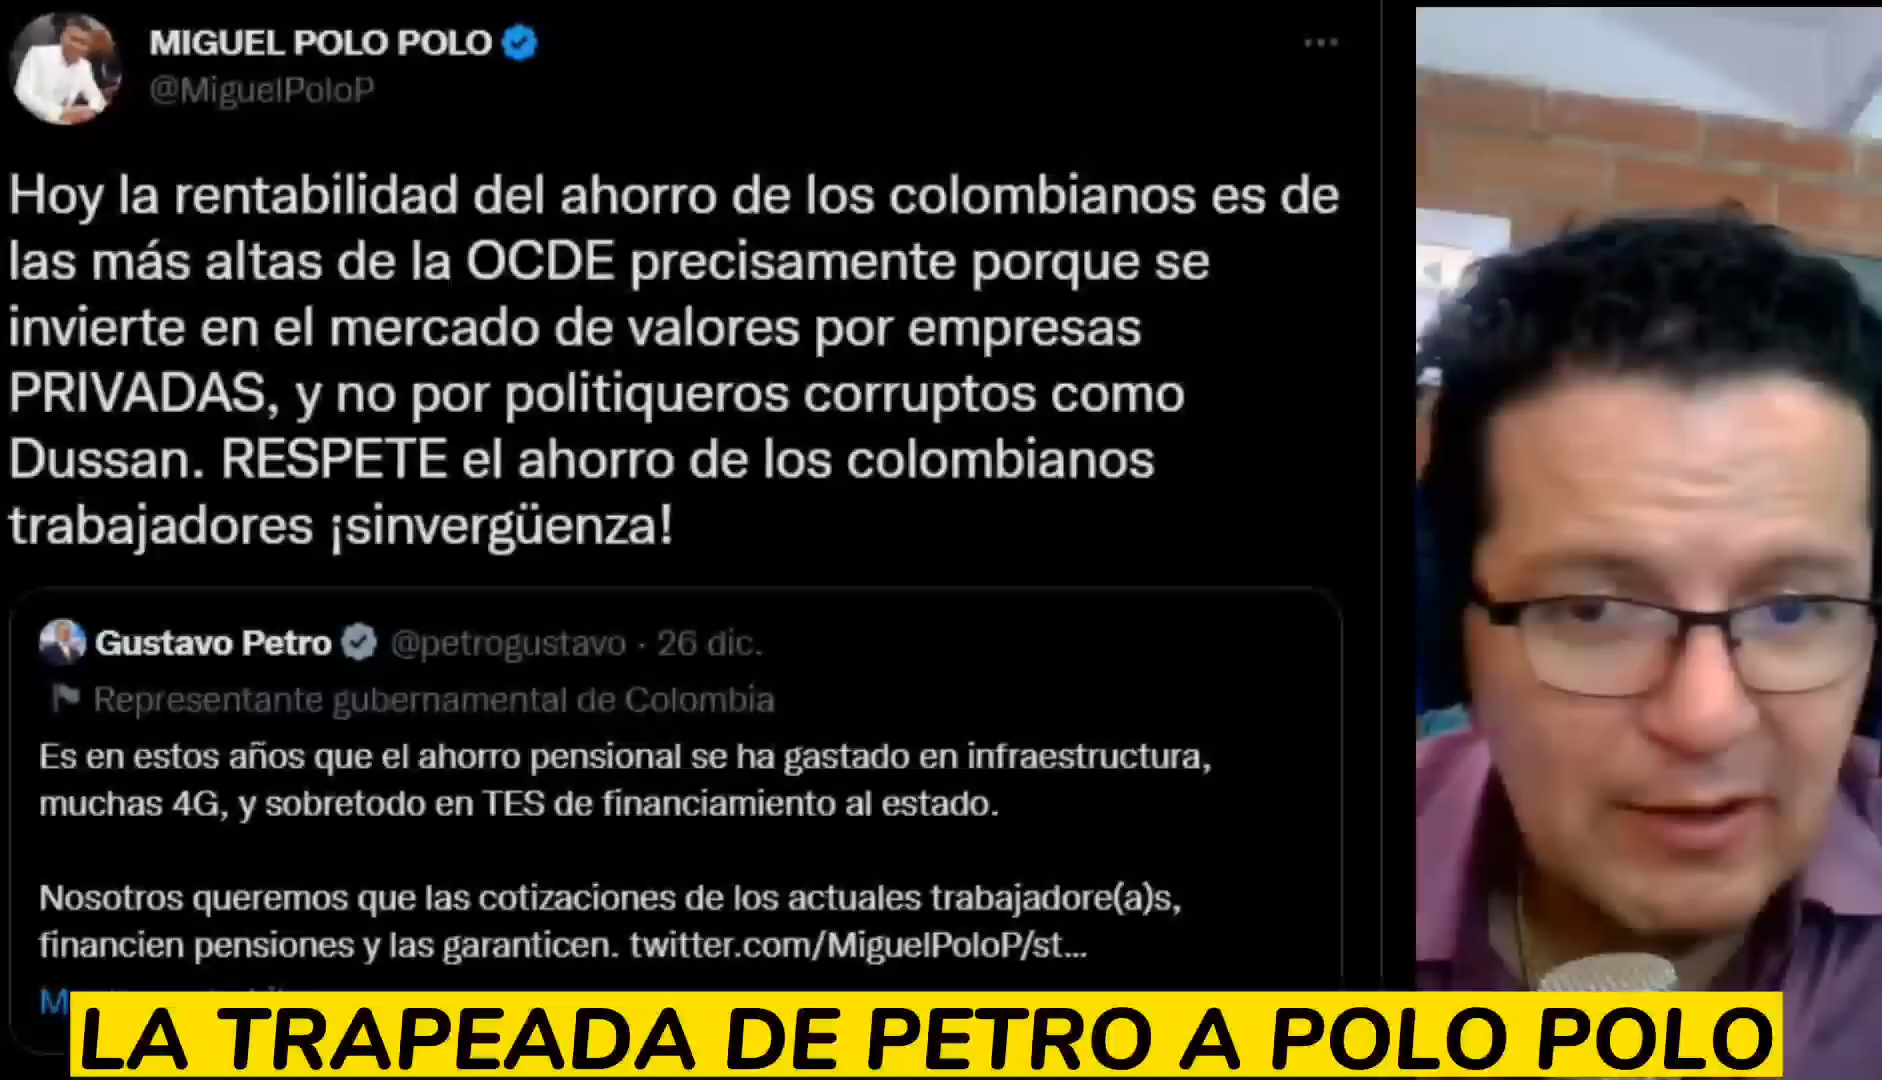 MIGUEL POLO POLO
@MiguelPoloP
Hoy la rentabilidad del ahorro de los colombianos es de
las más altas de la OCDE precisamente porque se
invierte en el mercado de valores por empresas
PRIVADAS, y no por politiqueros corruptos como
Dussan. RESPETE el ahorro de los colombianos
trabajadores ¡sinvergüenza!
Gustavo Petro @petrogustavo · 26 dic.
Representante gubernamental de Colombia
Es en estos años que el ahorro pensional se ha gastado en infraestructura,
muchas 4G, y sobretodo en TES de financiamiento al estado.
Nosotros queremos que las cotizaciones de los actuales trabajadore(a)s,
financien pensiones y las garanticen. twitter.com/MiguelPoloP/st...
LA TRAPEADA DE PETRO A POLO POLO